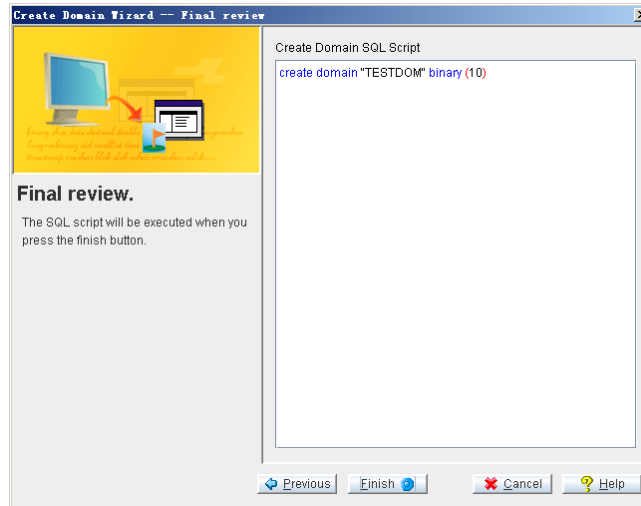 Create Domain Wizard -- Final review
Create Domain SQL Script
create domain "TESTDOM" binary (10)
Final review.
The SQL script will be executed when you
press the finish button.
Previous
Finish
Cancel
Help